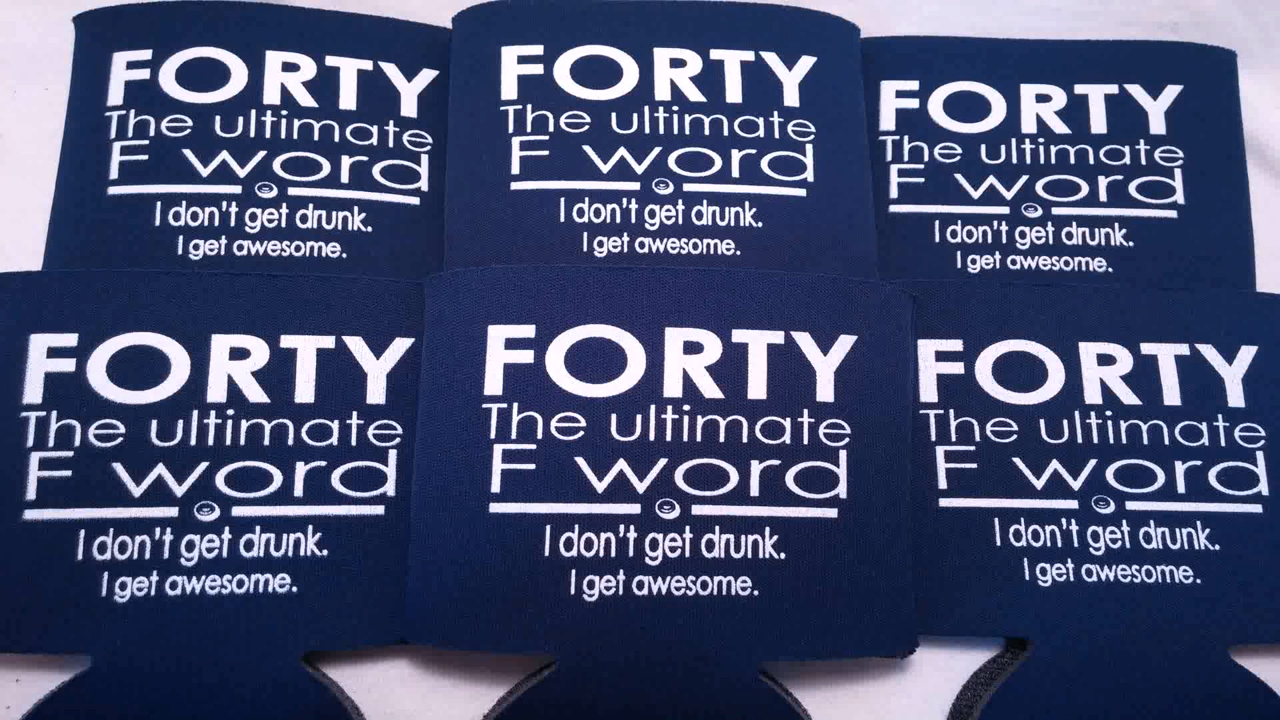 FORTY
The ultimate
F word
I don't get drunk.
I get awesome.
FORTY
The ultimate
F word
I don't get drunk.
I get awesome.
FORTY
The ultimate
F word
I don't get drunk.
I get awesome.
FORTY
The ultimate
F word
I don't get drunk.
I get awesome.
FORTY
The ultimate
F word
I don't get drunk.
I get awesome.
FORTY
The ultimate
F word
I don't get drunk.
I get awesome.